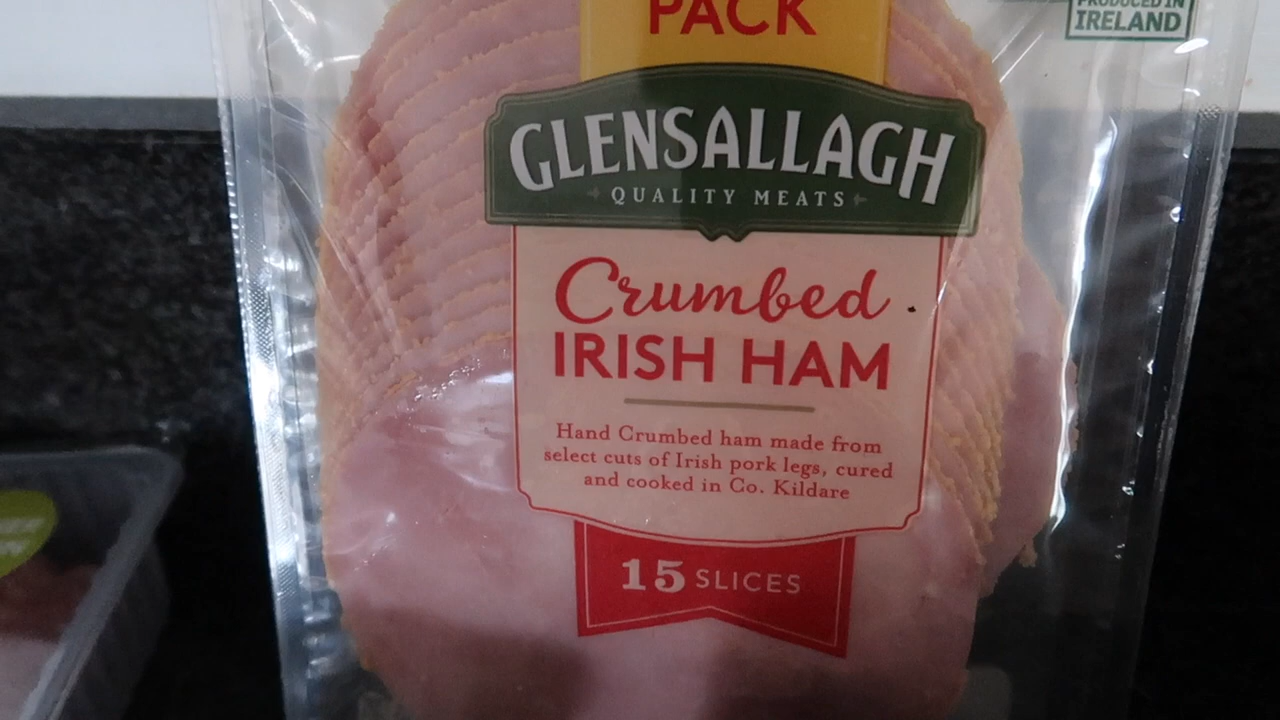 PACK
PRODUCED IN
IRELAND
GLENSALLAGH
QUALITY MEATS
Crumbed
IRISH HAM
Hand Crumbed ham made from
select cuts of Irish pork legs, cured
and cooked in Co. Kildare
15 SLICES